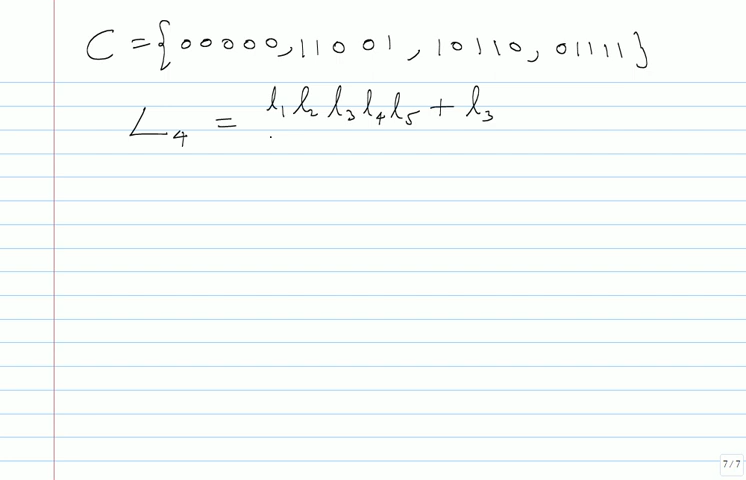 C = {00000, 11001, 10110, 01111}
L₄ = l₁ l₂ l₃ l₄ l₅ + l₃
7/7